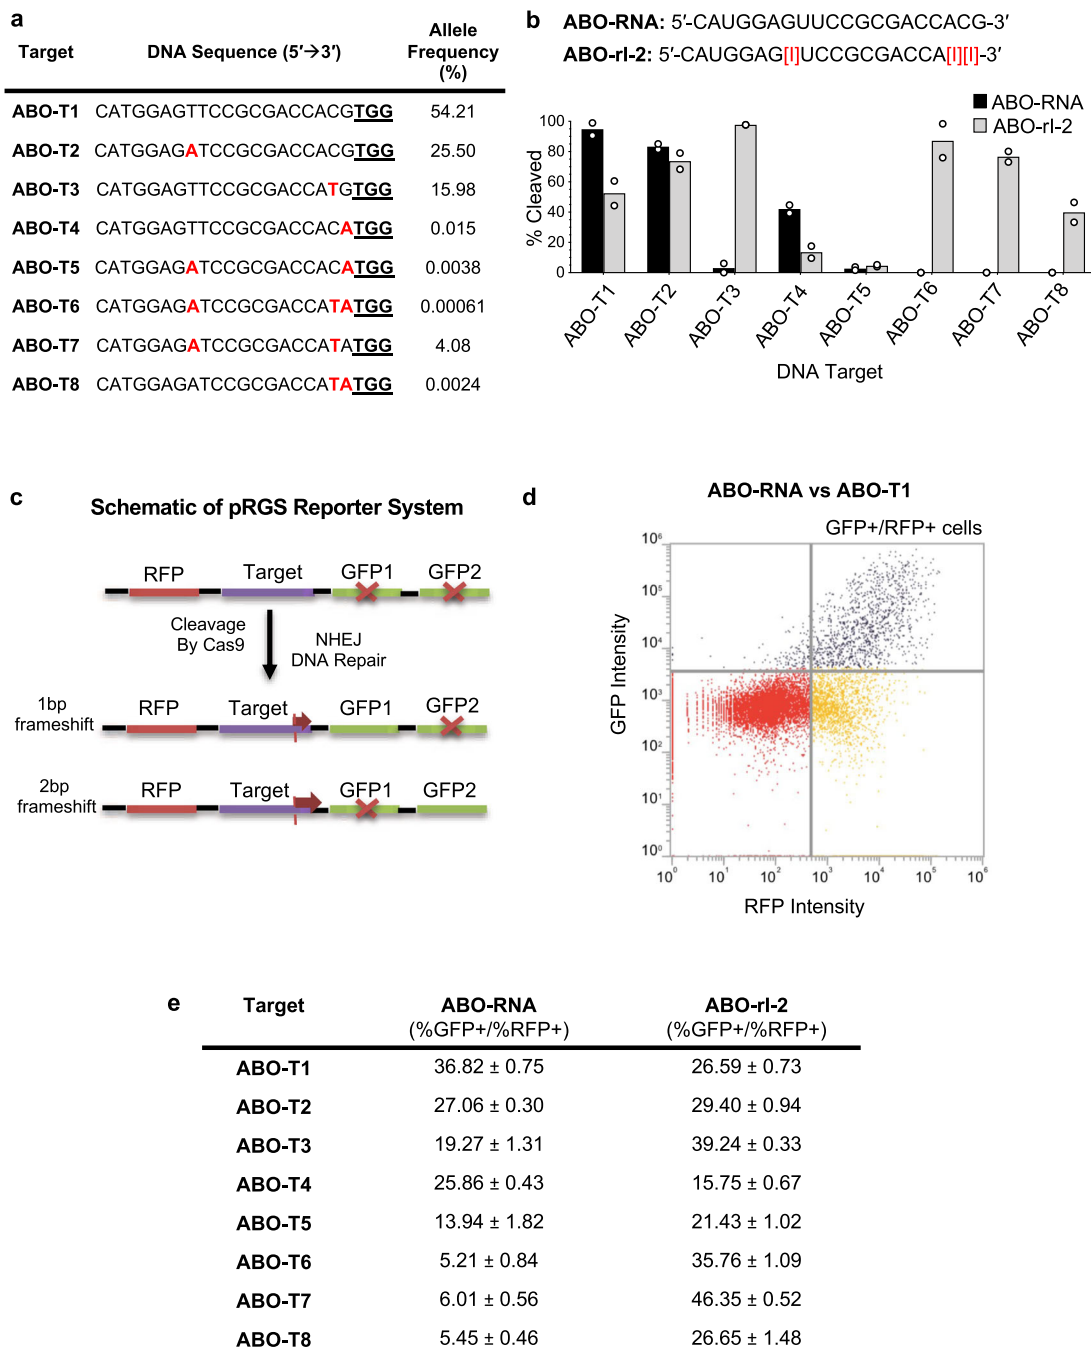 a
Target DNA Sequence (5′→3′) Allele Frequency (%)
ABO-T1 CATGGAGTTCCGCGACCACGTGG 54.21
ABO-T2 CATGGAGATCCGCGACCACGTGG 25.50
ABO-T3 CATGGAGTTCCGCGACCATGTGG 15.98
ABO-T4 CATGGAGTTCCGCGACCACATGG 0.015
ABO-T5 CATGGAGATCCGCGACCACATGG 0.0038
ABO-T6 CATGGAGATCCGCGACCATATGG 0.00061
ABO-T7 CATGGAGATCCGCGACCATATGG 4.08
ABO-T8 CATGGAGATCCGCGACCATATGG 0.0024
b
ABO-RNA: 5′-CAUGGAGUUCCGCGACCACG-3′
ABO-rI-2: 5′-CAUGGAG[I]UCCGCGACCA[I][I]-3′
ABO-RNA
ABO-rI-2
% Cleaved
100
80
60
40
20
0
ABO-T1
ABO-T2
ABO-T3
ABO-T4
ABO-T5
ABO-T6
ABO-T7
ABO-T8
DNA Target
c
Schematic of pRGS Reporter System
RFP Target GFP1 GFP2
Cleavage
By Cas9
NHEJ
DNA Repair
1bp
frameshift
RFP Target GFP1 GFP2
2bp
frameshift
RFP Target GFP1 GFP2
d
ABO-RNA vs ABO-T1
GFP+/RFP+ cells
GFP Intensity
10⁶
10⁵
10⁴
10³
10²
10¹
10⁰
10⁰ 10¹ 10² 10³ 10⁴ 10⁵ 10⁶
RFP Intensity
e
Target ABO-RNA ABO-rI-2
(%GFP+/%RFP+) (%GFP+/%RFP+)
ABO-T1 36.82 ± 0.75 26.59 ± 0.73
ABO-T2 27.06 ± 0.30 29.40 ± 0.94
ABO-T3 19.27 ± 1.31 39.24 ± 0.33
ABO-T4 25.86 ± 0.43 15.75 ± 0.67
ABO-T5 13.94 ± 1.82 21.43 ± 1.02
ABO-T6 5.21 ± 0.84 35.76 ± 1.09
ABO-T7 6.01 ± 0.56 46.35 ± 0.52
ABO-T8 5.45 ± 0.46 26.65 ± 1.48